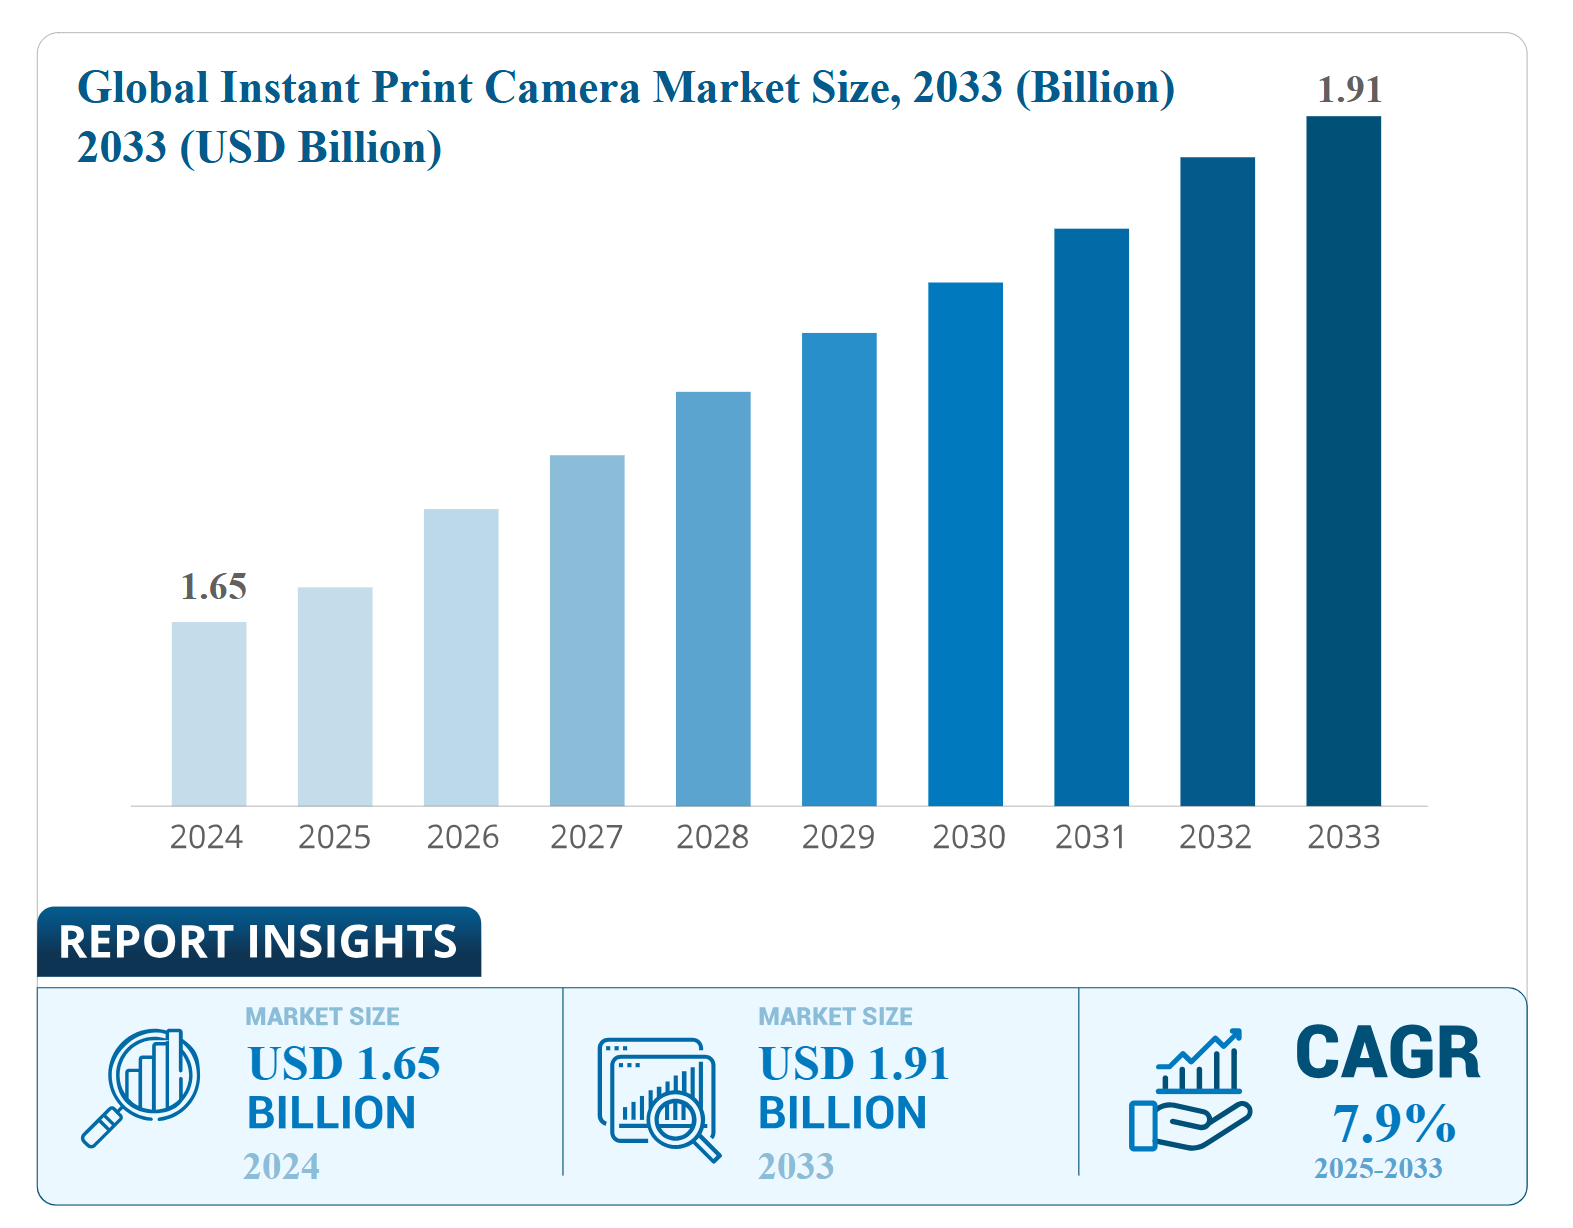 Global Instant Print Camera Market Size, 2033 (Billion)
2033 (USD Billion)
1.91
1.65
2024 2025 2026 2027 2028 2029 2030 2031 2032 2033
REPORT INSIGHTS
MARKET SIZE
USD 1.65
BILLION
2024
MARKET SIZE
USD 1.91
BILLION
2033
CAGR
7.9%
2025-2033